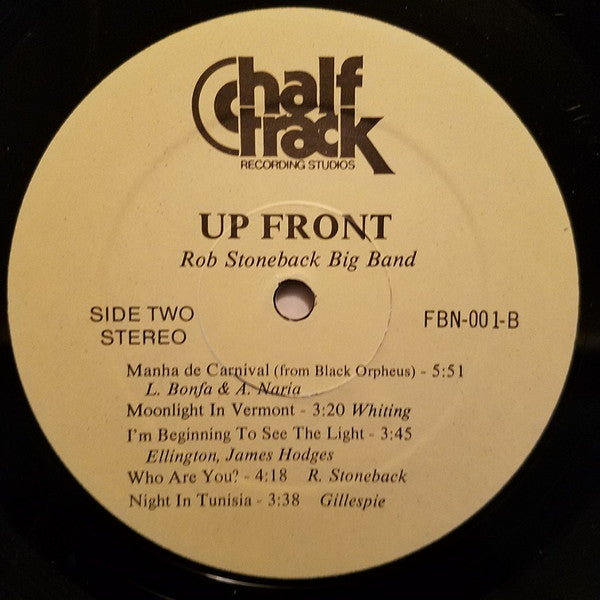 half
track
RECORDING STUDIOS
UP FRONT
Rob Stoneback Big Band
SIDE TWO
STEREO
FBN-001-B
Manha de Carnival (from Black Orpheus) - 5:51
L. Bonfa & A. Naria
Moonlight In Vermont - 3:20 Whiting
I'm Beginning To See The Light - 3:45
Ellington, James Hodges
Who Are You? - 4:18 R. Stoneback
Night In Tunisia - 3:38 Gillespie